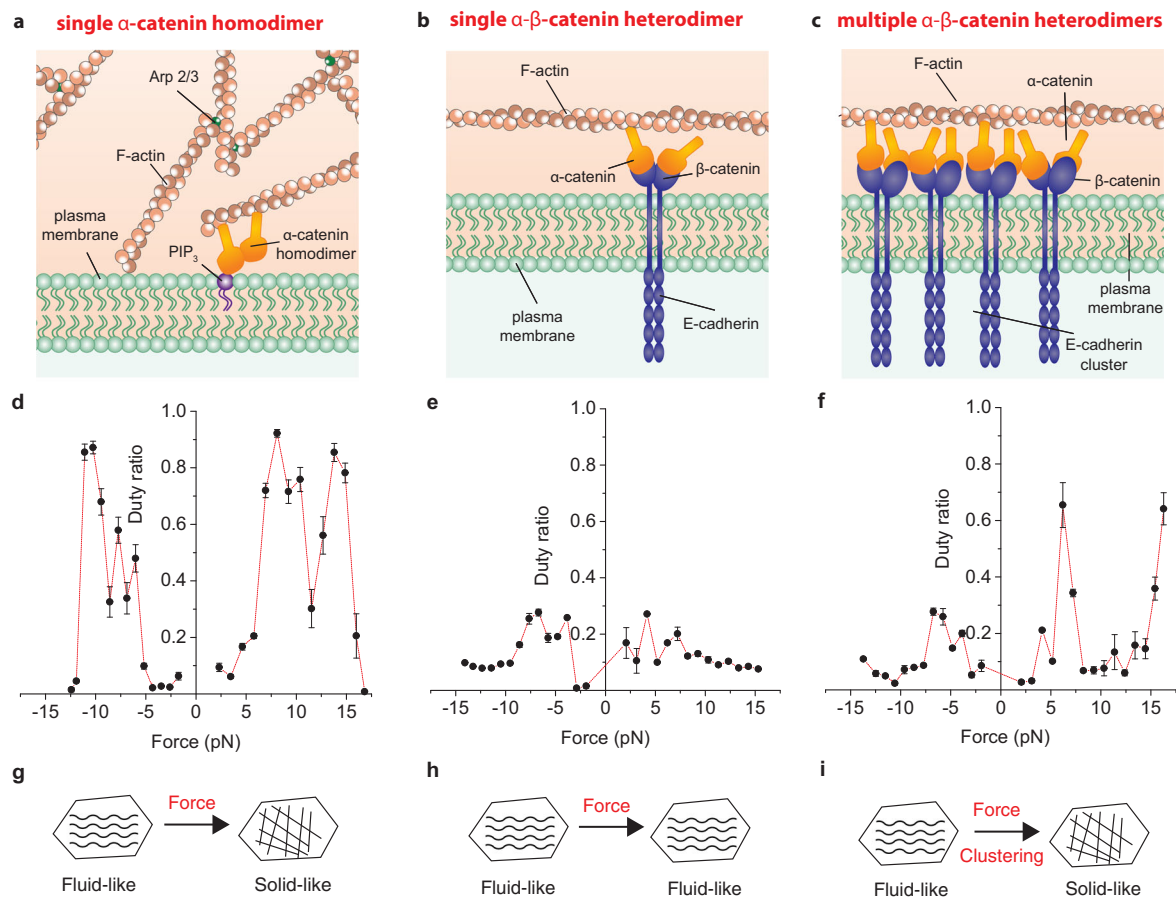 a single α-catenin homodimer
Arp 2/3
F-actin
plasma
membrane
PIP3
α-catenin
homodimer
b single α-β-catenin heterodimer
F-actin
α-catenin
β-catenin
plasma
membrane
E-cadherin
c multiple α-β-catenin heterodimers
F-actin
α-catenin
β-catenin
plasma
membrane
E-cadherin
cluster
d
1.0
0.8
0.6
0.4
0.2
Duty ratio
-15 -10 -5 0 5 10 15
Force (pN)
e
1.0
0.8
0.6
0.4
0.2
Duty ratio
-15 -10 -5 0 5 10 15
Force (pN)
f
1.0
0.8
0.6
0.4
0.2
Duty ratio
-15 -10 -5 0 5 10 15
Force (pN)
g
Force
Fluid-like Solid-like
h
Force
Fluid-like Fluid-like
i
Force
Clustering
Fluid-like Solid-like